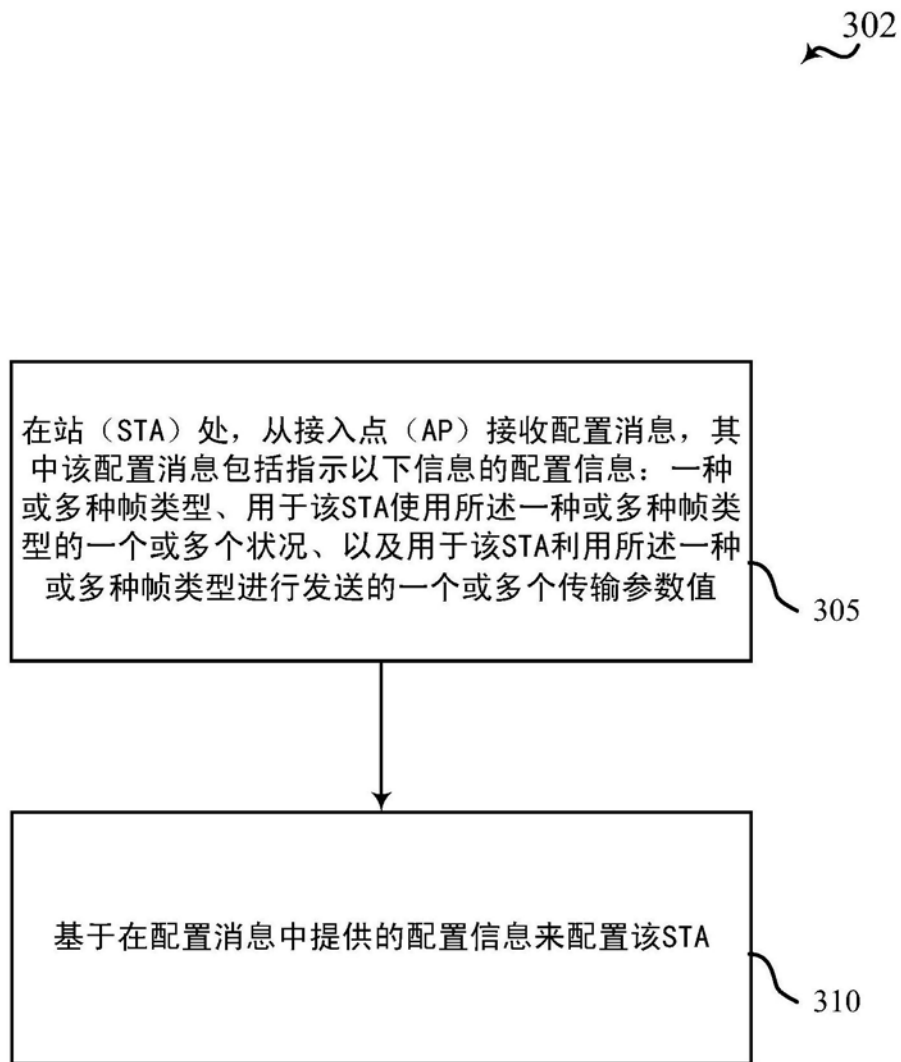 302
在站（STA）处，从接入点（AP）接收配置消息，其
中该配置消息包括指示以下信息的配置信息：一种
或多种帧类型、用于该STA使用所述一种或多种帧类
型的一个或多个状况、以及用于该STA利用所述一种
或多种帧类型进行发送的一个或多个传输参数值
305
基于在配置消息中提供的配置信息来配置该STA
310